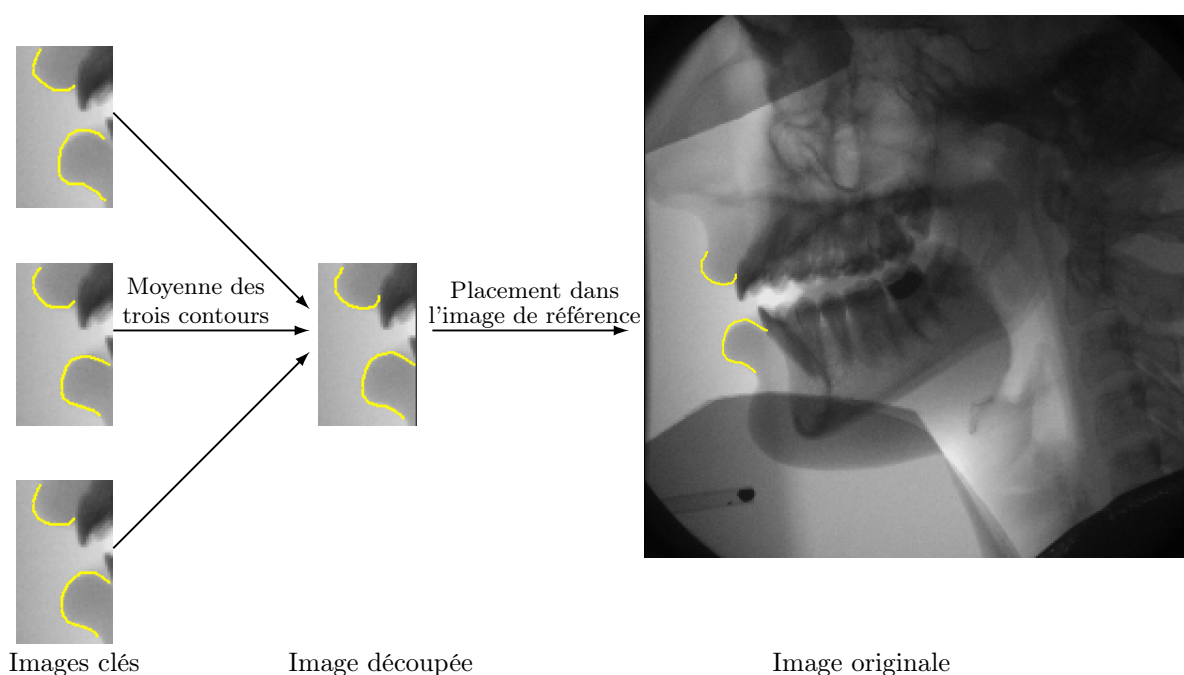 Moyenne des
trois contours
Placement dans
l'image de référence
Images clés
Image découpée
Image originale